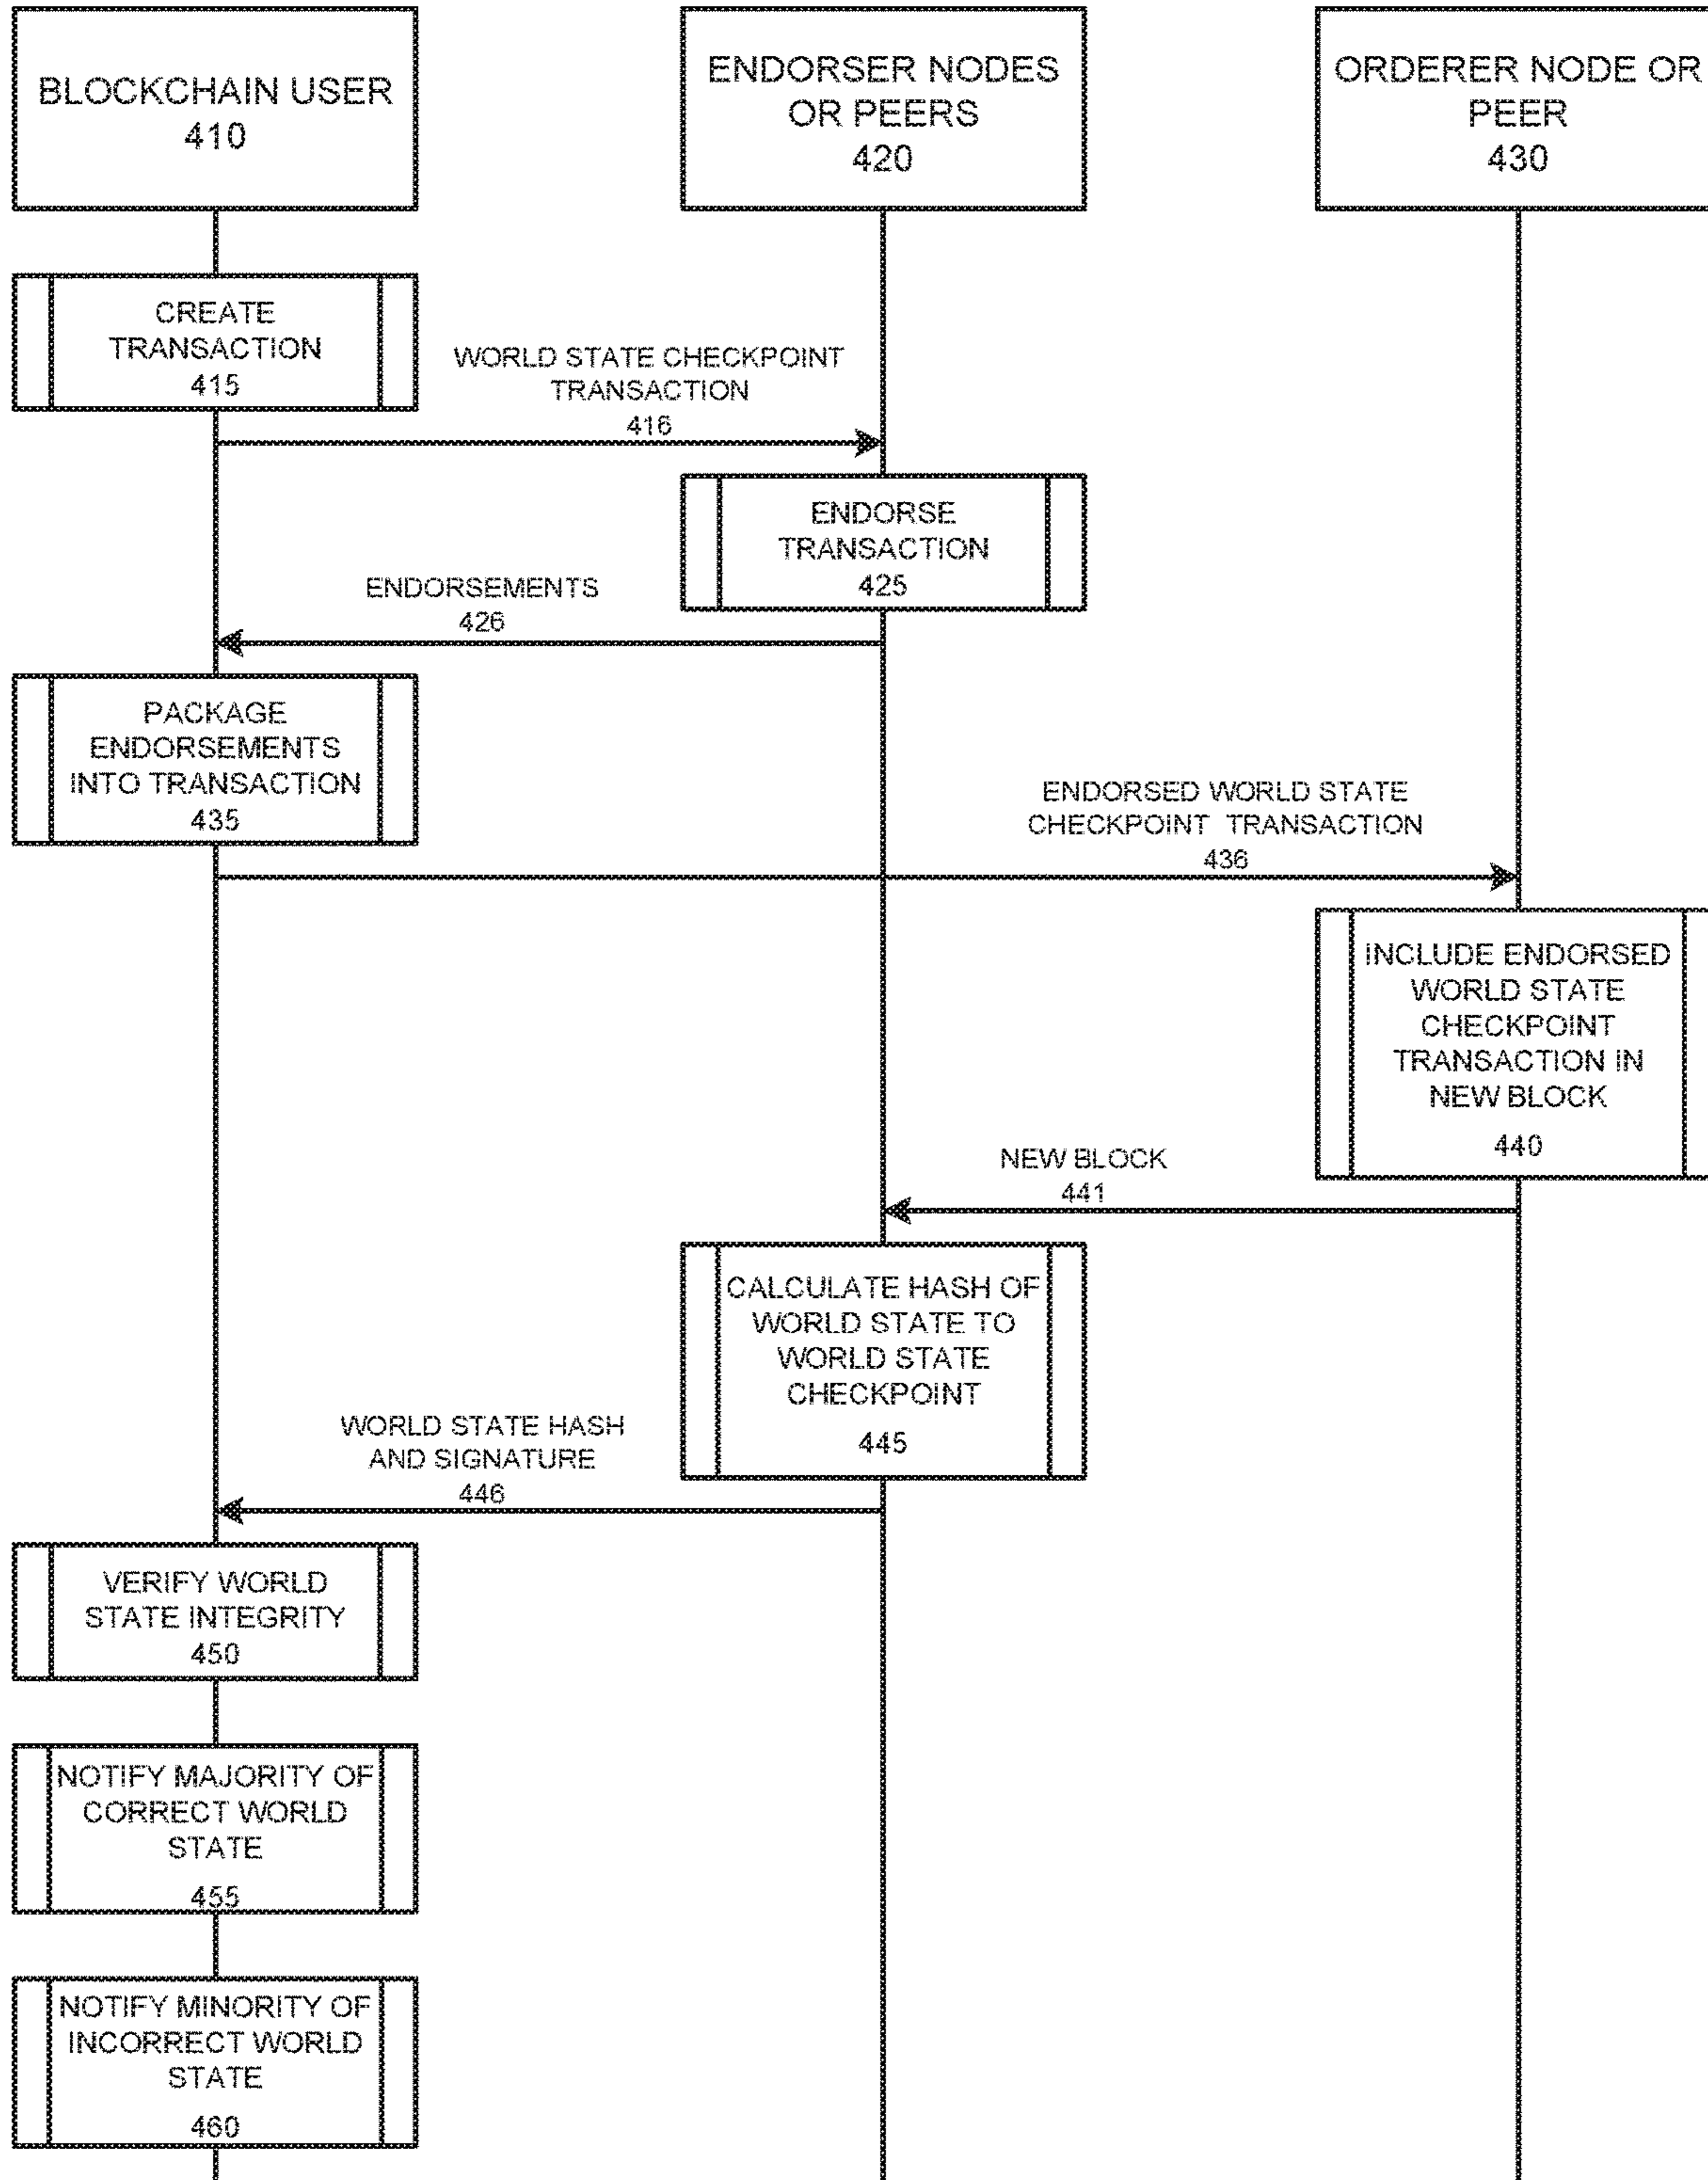 BLOCKCHAIN USER
410
ENDORSER NODES
OR PEERS
420
ORDERER NODE OR
PEER
430
CREATE
TRANSACTION
415
WORLD STATE CHECKPOINT
TRANSACTION
416
ENDORSE
TRANSACTION
425
ENDORSEMENTS
426
PACKAGE
ENDORSEMENTS
INTO TRANSACTION
435
ENDORSED WORLD STATE
CHECKPOINT TRANSACTION
436
INCLUDE ENDORSED
WORLD STATE
CHECKPOINT
TRANSACTION IN
NEW BLOCK
440
NEW BLOCK
441
CALCULATE HASH OF
WORLD STATE TO
WORLD STATE
CHECKPOINT
445
WORLD STATE HASH
AND SIGNATURE
446
VERIFY WORLD
STATE INTEGRITY
450
NOTIFY MAJORITY OF
CORRECT WORLD
STATE
455
NOTIFY MINORITY OF
INCORRECT WORLD
STATE
460